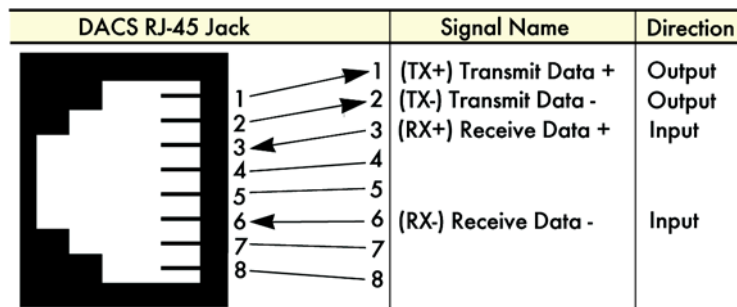 DACS RJ-45 Jack Signal Name Direction
1 1 (TX+) Transmit Data + Output
2 2 (TX-) Transmit Data - Output
3 3 (RX+) Receive Data + Input
4 4
5 5
6 6 (RX-) Receive Data - Input
7 7
8 8